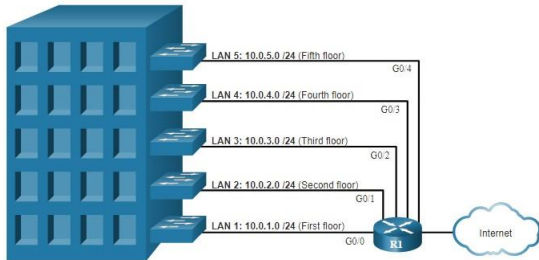 LAN 5: 10.0.5.0 /24 (Fifth floor)
G0/4
LAN 4: 10.0.4.0 /24 (Fourth floor)
G0/3
LAN 3: 10.0.3.0 /24 (Third floor)
G0/2
LAN 2: 10.0.2.0 /24 (Second floor)
G0/1
LAN 1: 10.0.1.0 /24 (First floor)
G0/0
R1
Internet